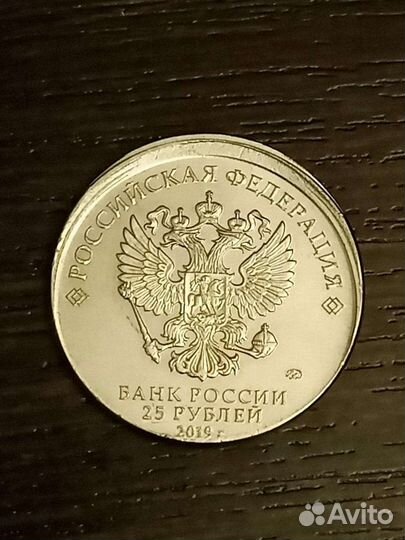 РОССИЙСКАЯ ФЕДЕРАЦИЯ
БАНК РОССИИ
25 РУБЛЕЙ
2019 г.
Avito